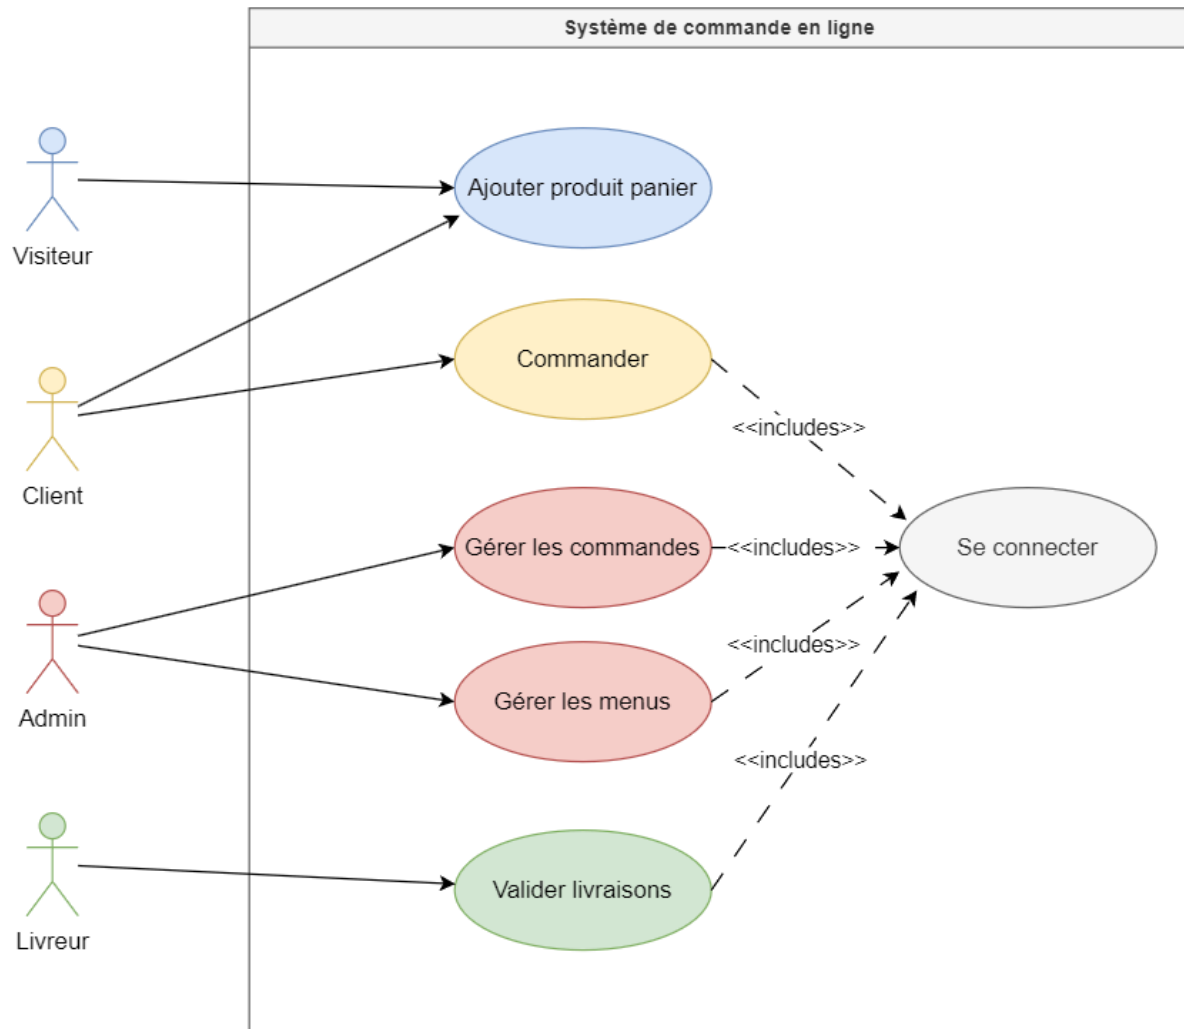 Système de commande en ligne
Visiteur
Ajouter produit panier
Client
Commander
<<includes>>
Gérer les commandes
<<includes>>
Se connecter
Admin
Gérer les menus
<<includes>>
<<includes>>
Livreur
Valider livraisons